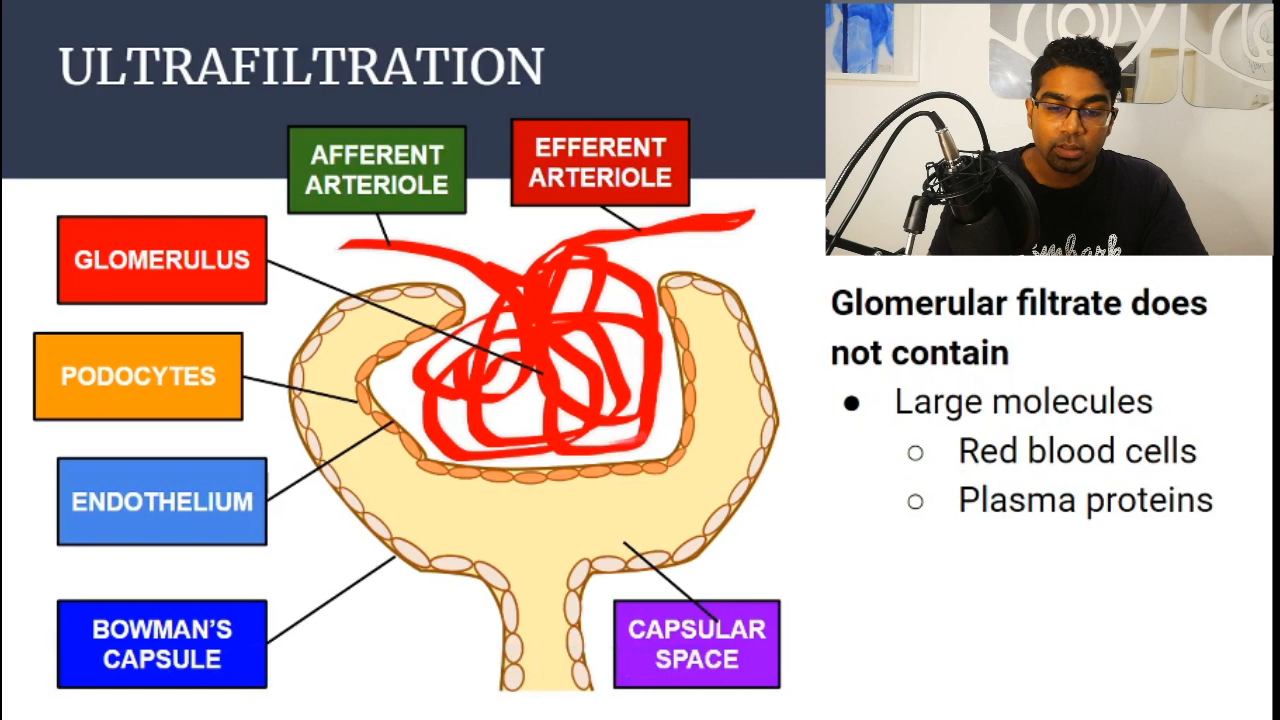 ULTRAFILTRATION
AFFERENT
ARTERIOLE
EFFERENT
ARTERIOLE
GLOMERULUS
PODOCYTES
ENDOTHELIUM
BOWMAN'S
CAPSULE
CAPSULAR
SPACE
Glomerular filtrate does
not contain
● Large molecules
○ Red blood cells
○ Plasma proteins